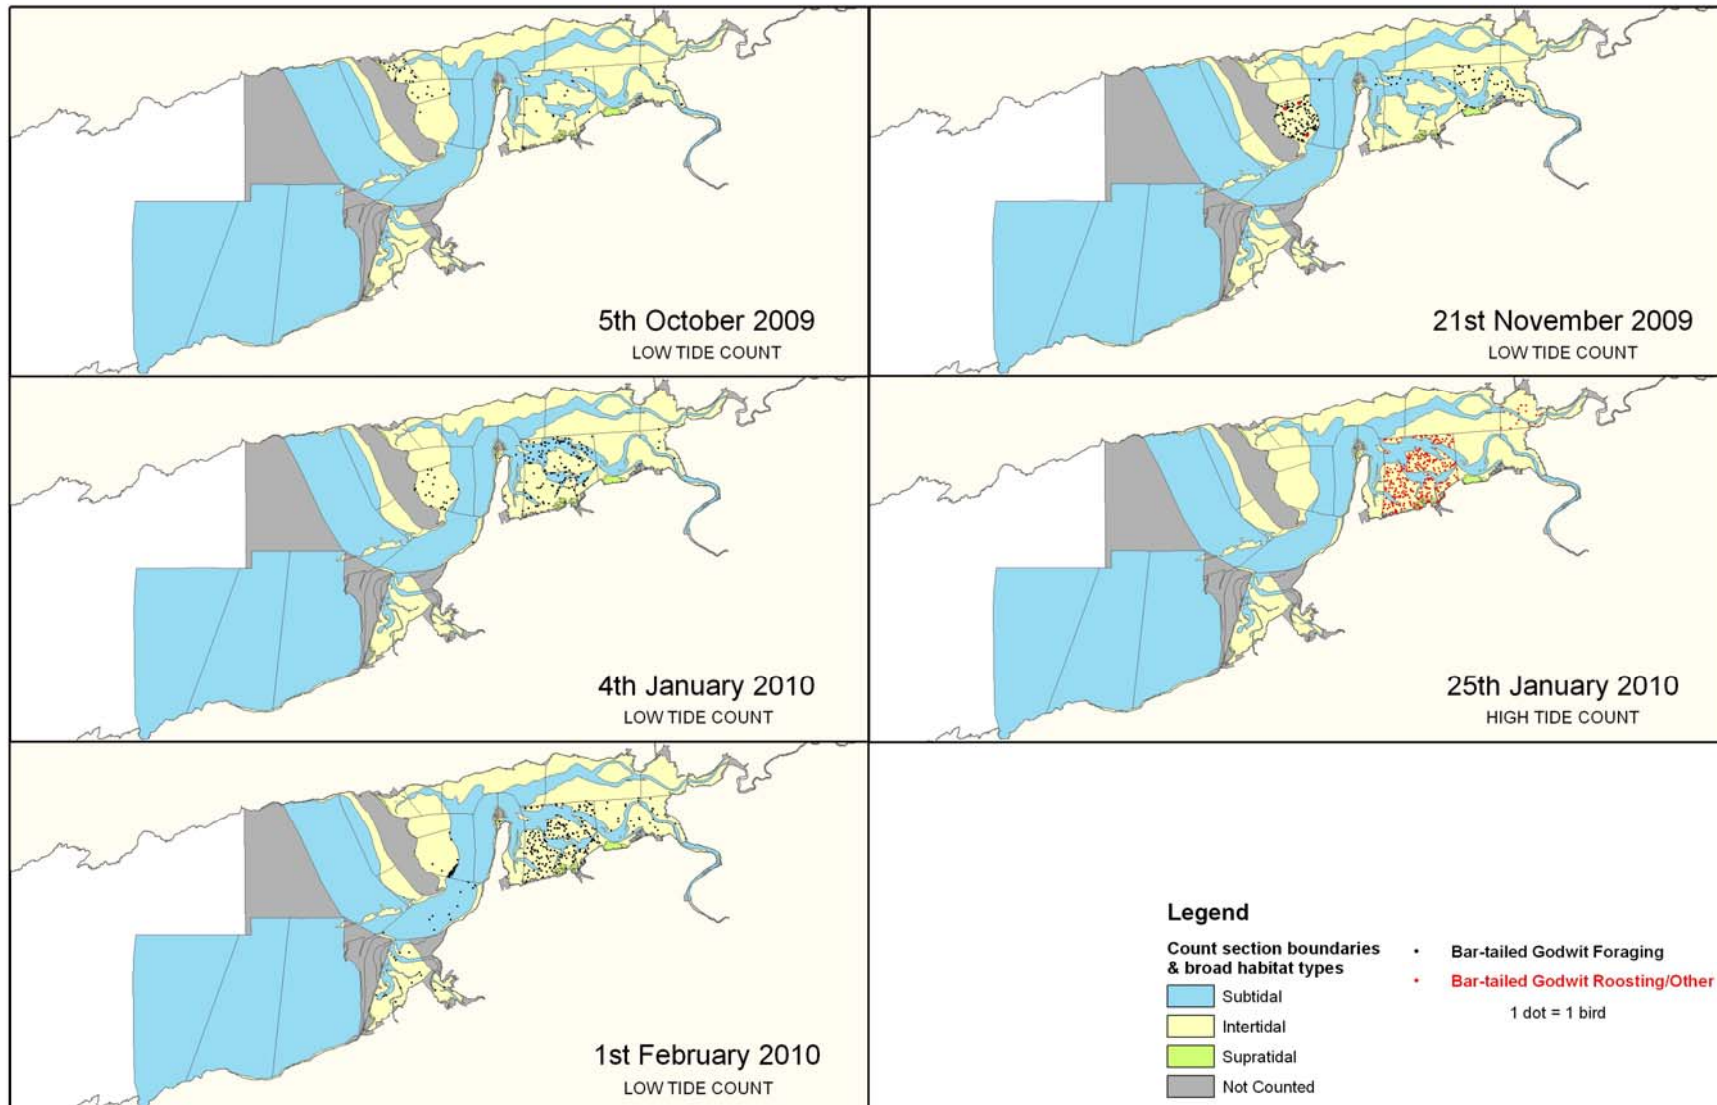 5th October 2009
LOW TIDE COUNT
21st November 2009
LOW TIDE COUNT
4th January 2010
LOW TIDE COUNT
25th January 2010
HIGH TIDE COUNT
1st February 2010
LOW TIDE COUNT
Legend
Count section boundaries
& broad habitat types
Subtidal
Intertidal
Supratidal
Not Counted
Bar-tailed Godwit Foraging
Bar-tailed Godwit Roosting/Other
1 dot = 1 bird